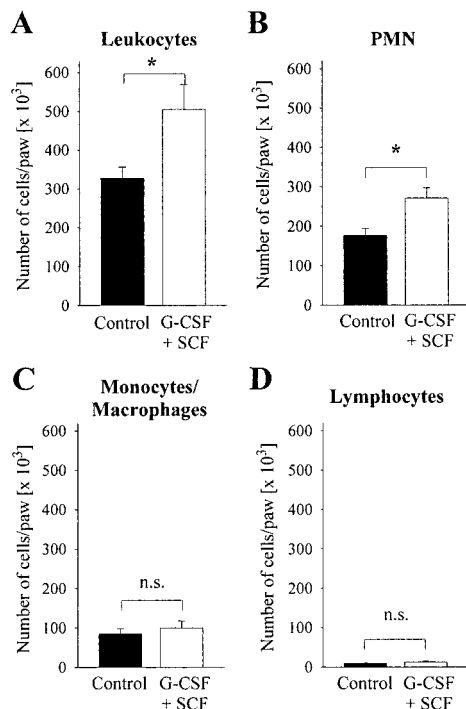 A
Leukocytes
Number of cells/paw [x 10³]
600
500
400
300
200
100
0
*
Control
G-CSF
+ SCF
B
PMN
Number of cells/paw [x 10³]
600
500
400
300
200
100
0
*
Control
G-CSF
+ SCF
C
Monocytes/
Macrophages
Number of cells/paw [x 10³]
600
500
400
300
200
100
0
n.s.
Control
G-CSF
+ SCF
D
Lymphocytes
Number of cells/paw [x 10³]
600
500
400
300
200
100
0
n.s.
Control
G-CSF
+ SCF